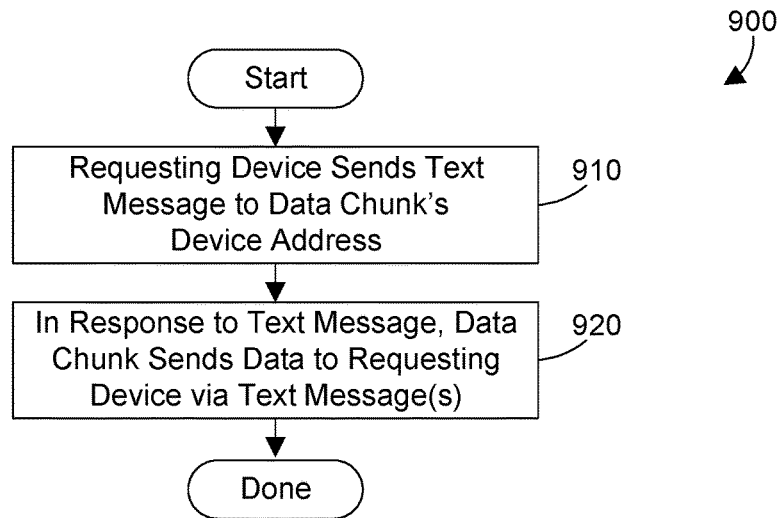 900
Start
Requesting Device Sends Text
Message to Data Chunk's
Device Address
910
In Response to Text Message, Data
Chunk Sends Data to Requesting
Device via Text Message(s)
920
Done